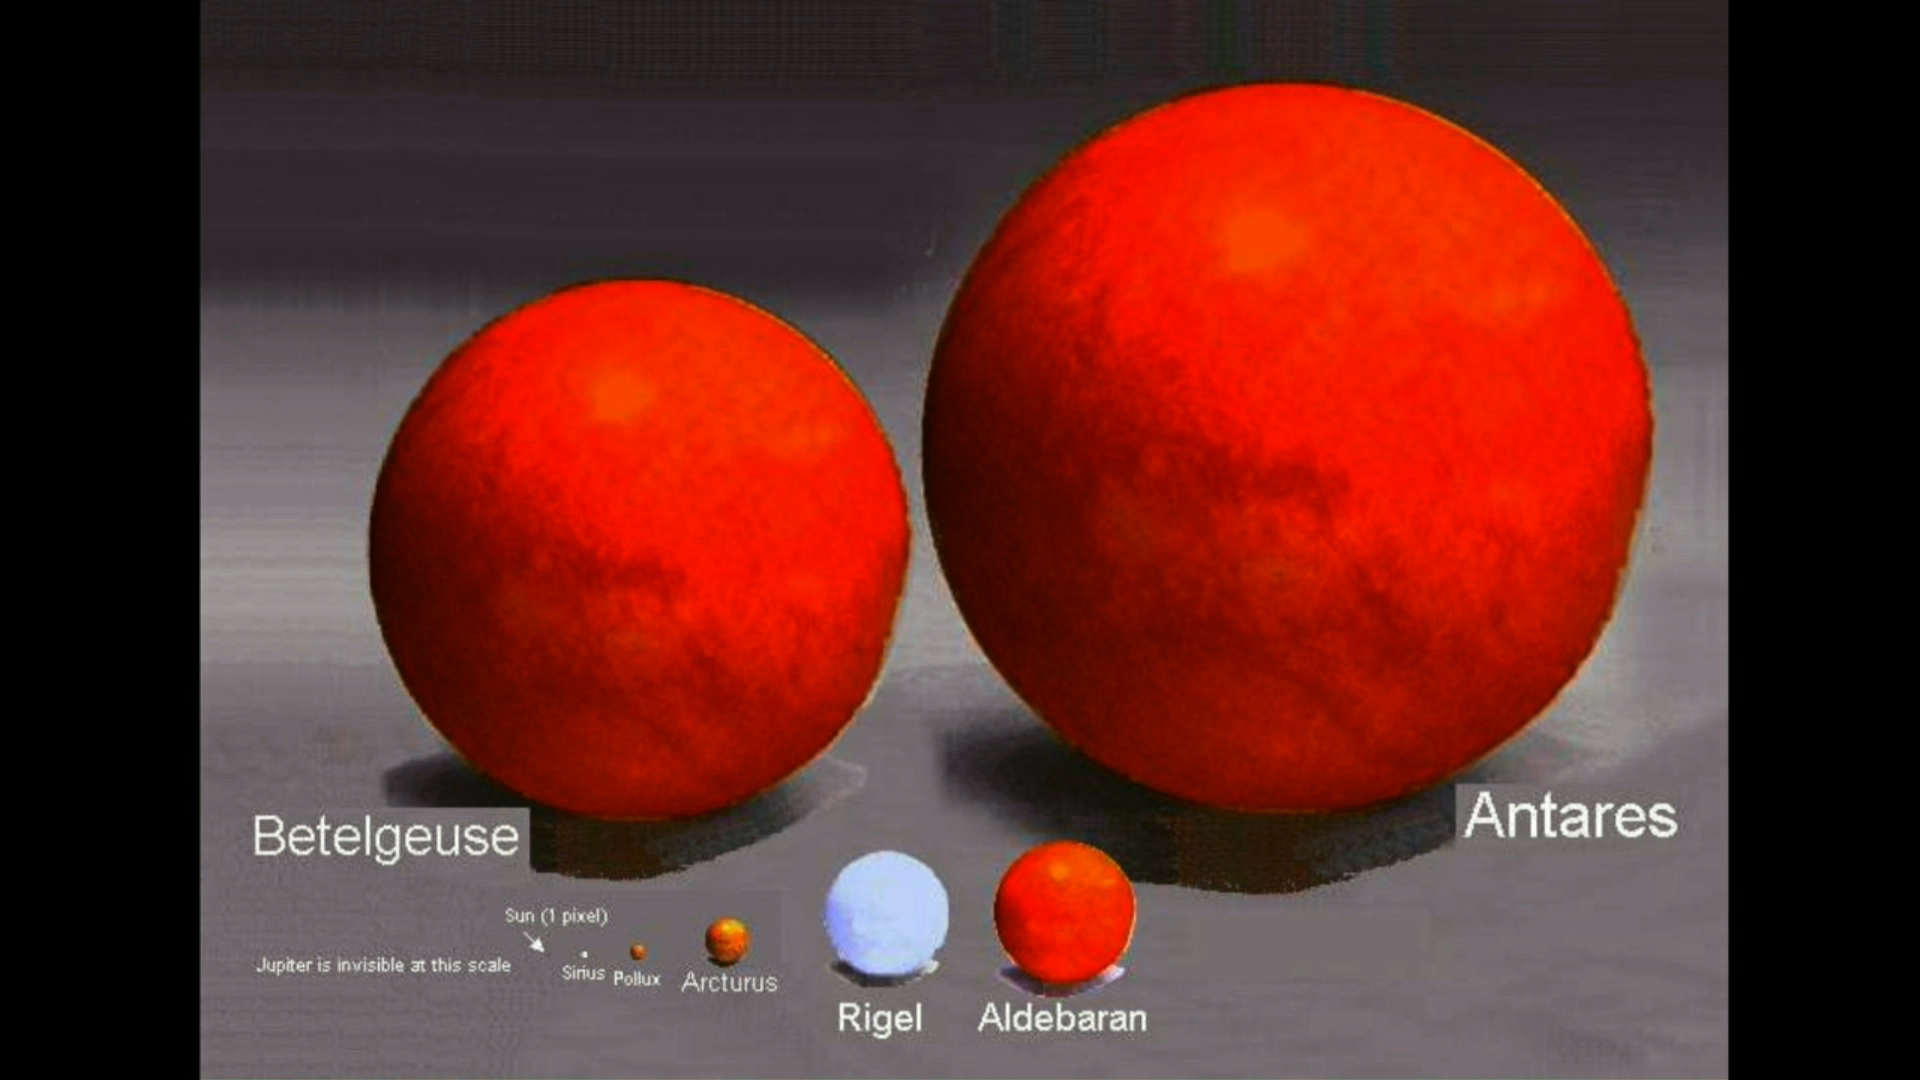 Betelgeuse
Antares
Sun (1 pixel)
Jupiter is invisible at this scale
Sirius
Pollux
Arcturus
Rigel
Aldebaran